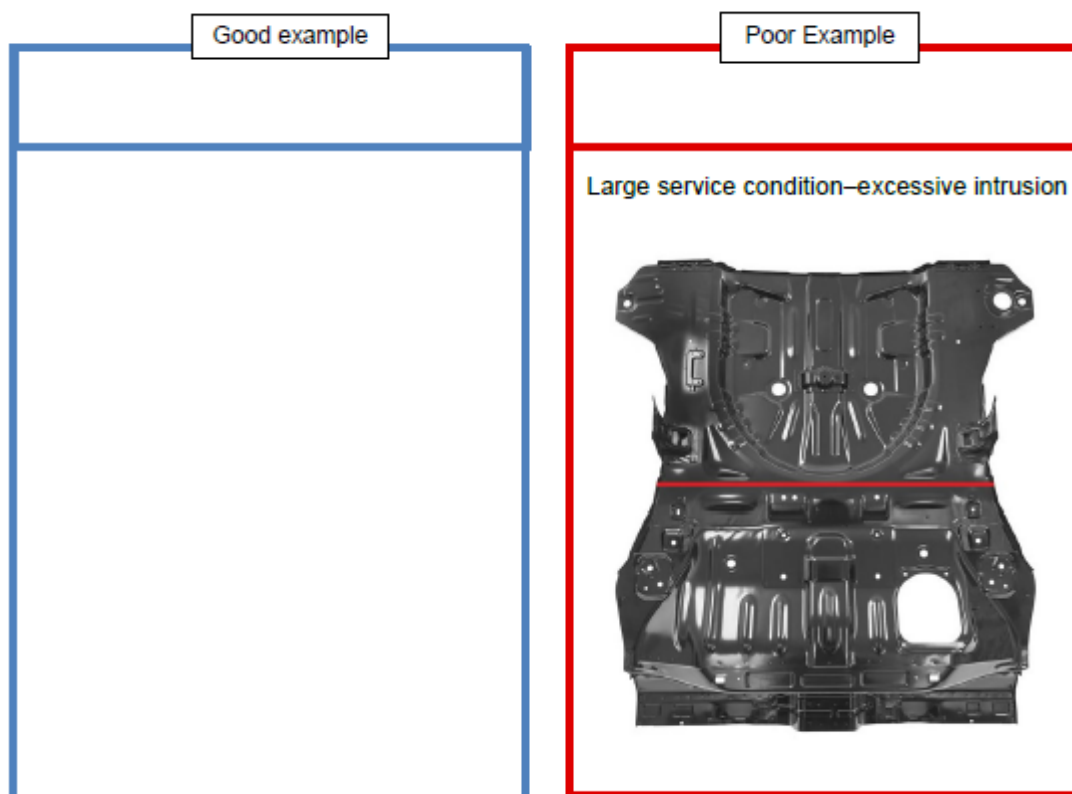 Good example
Poor Example
Large service condition–excessive intrusion